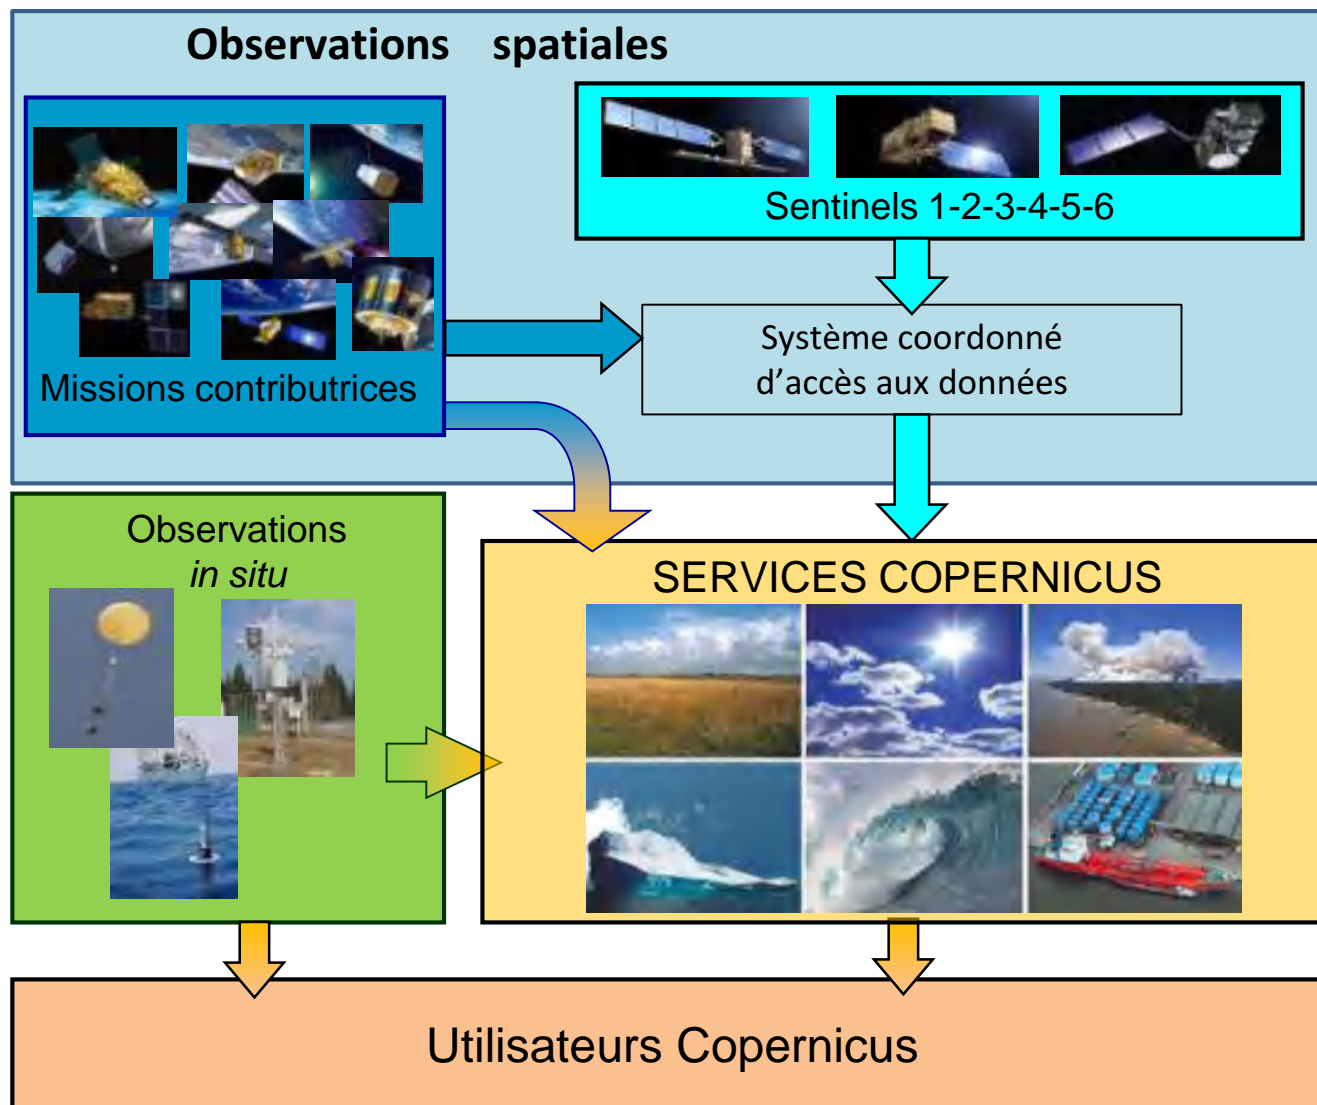 Observations spatiales
Sentinels 1-2-3-4-5-6
Système coordonné
d’accès aux données
Missions contributrices
Observations
in situ
SERVICES COPERNICUS
Utilisateurs Copernicus